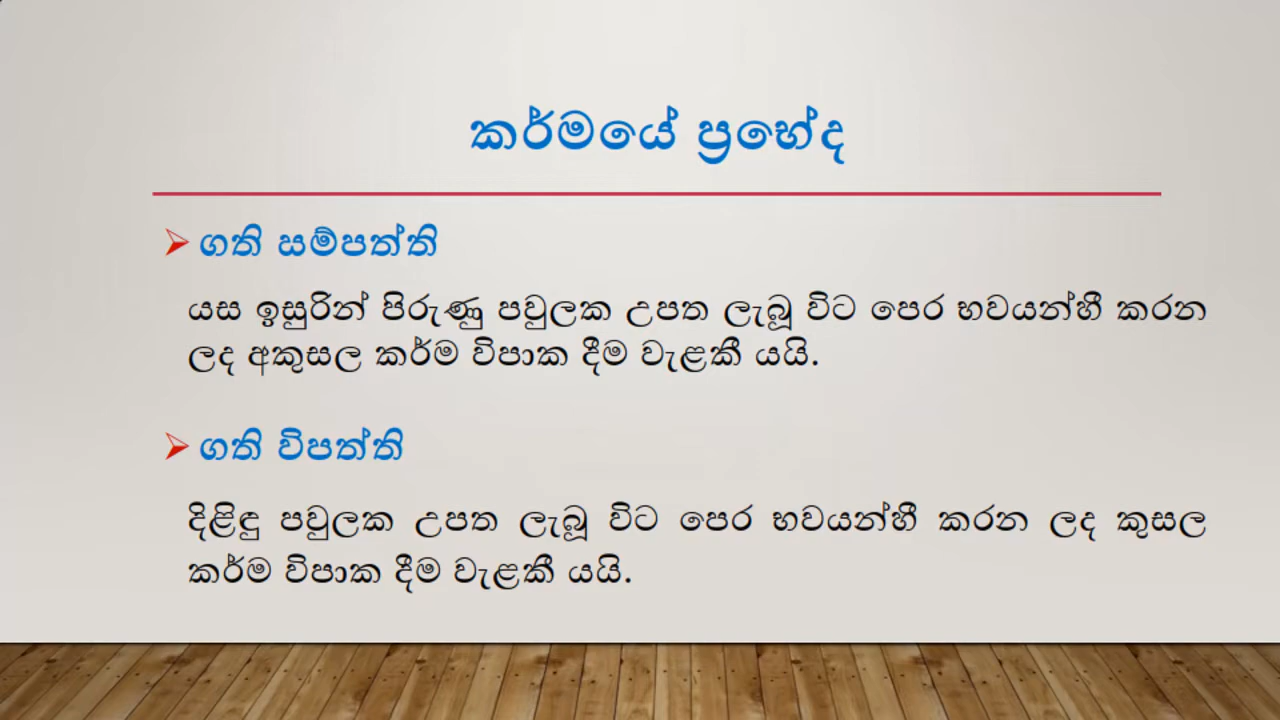 කර්මයේ ප්‍රභේද
ගති සම්පත්ති
යස ඉසුරින් පිරුණු පවුලක උපත ලැබූ විට පෙර භවයන්හී කරන
ලද අකුසල කර්ම විපාක දීම වැළකී යයි.
ගති විපත්ති
දිළිඳු පවුලක උපත ලැබූ විට පෙර භවයන්හී කරන ලද කුසල
කර්ම විපාක දීම වැළකී යයි.